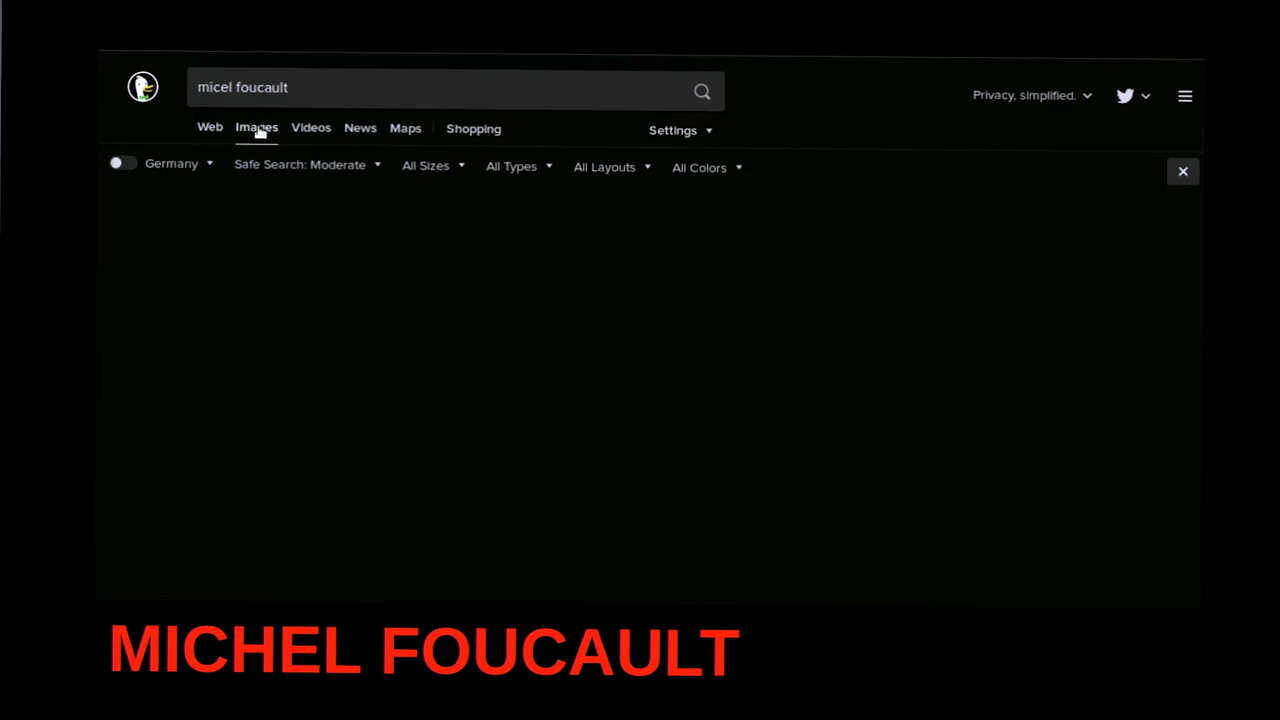 micel foucault
Privacy, simplified.
Web Images Videos News Maps Shopping Settings
Germany Safe Search: Moderate All Sizes All Types All Layouts All Colors
MICHEL FOUCAULT